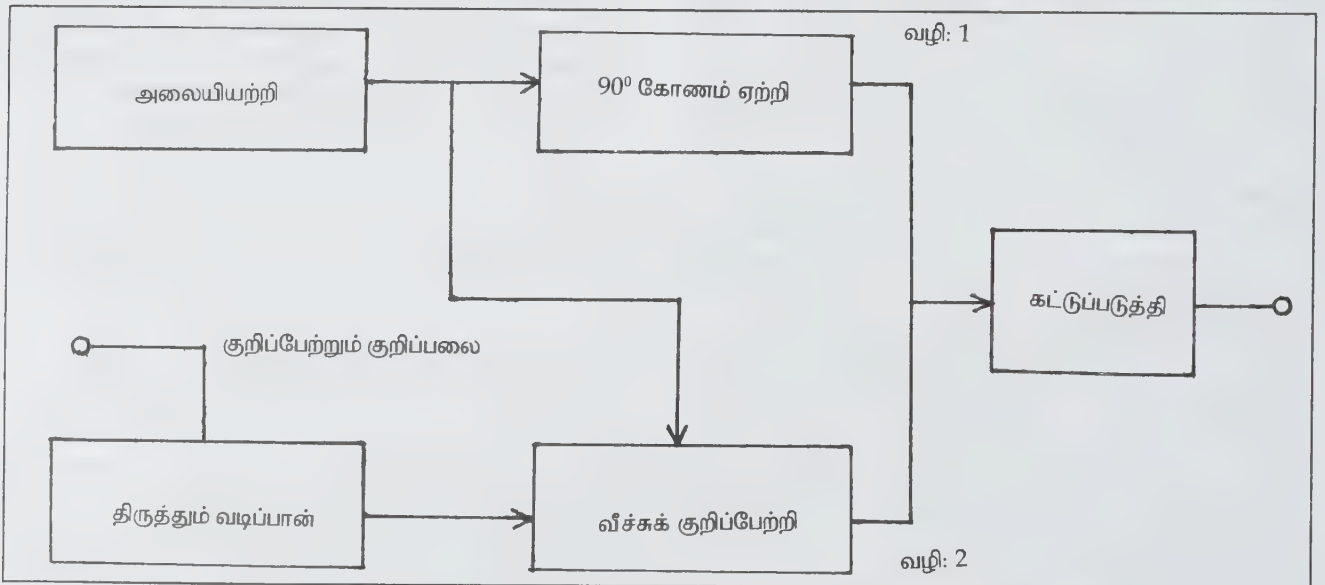 வழி: 1
அலையியற்றி
90⁰ கோணம் ஏற்றி
கட்டுப்படுத்தி
குறிப்பேற்றும் குறிப்பலை
திருத்தும் வடிப்பான்
வீச்சுக் குறிப்பேற்றி
வழி: 2